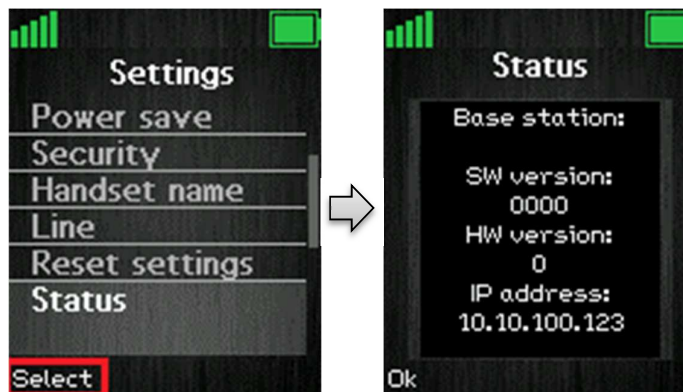 Settings
Power save
Security
Handset name
Line
Reset settings
Status
Select
Status
Base station:
SW version:
0000
HW version:
0
IP address:
10.10.100.123
Ok